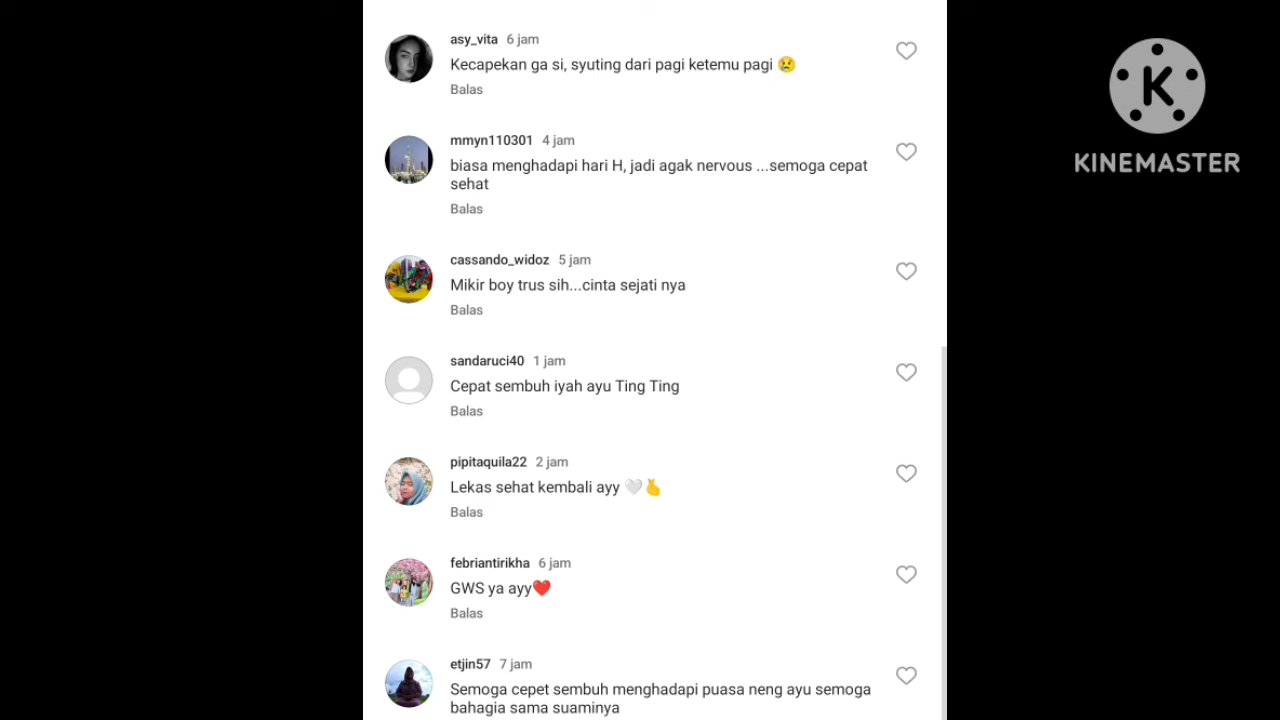 asy_vita 6 jam
Kecapekan ga si, syuting dari pagi ketemu pagi 😢
Balas
mmyn110301 4 jam
biasa menghadapi hari H, jadi agak nervous ...semoga cepat
sehat
Balas
cassando_widoz 5 jam
Mikir boy trus sih...cinta sejati nya
Balas
sandaruci40 1 jam
Cepat sembuh iyah ayu Ting Ting
Balas
pipitaquila22 2 jam
Lekas sehat kembali ayy 🤍🫰
Balas
febriantirikha 6 jam
GWS ya ayy❤️
Balas
etjin57 7 jam
Semoga cepet sembuh menghadapi puasa neng ayu semoga
bahagia sama suaminya
K
KINEMASTER